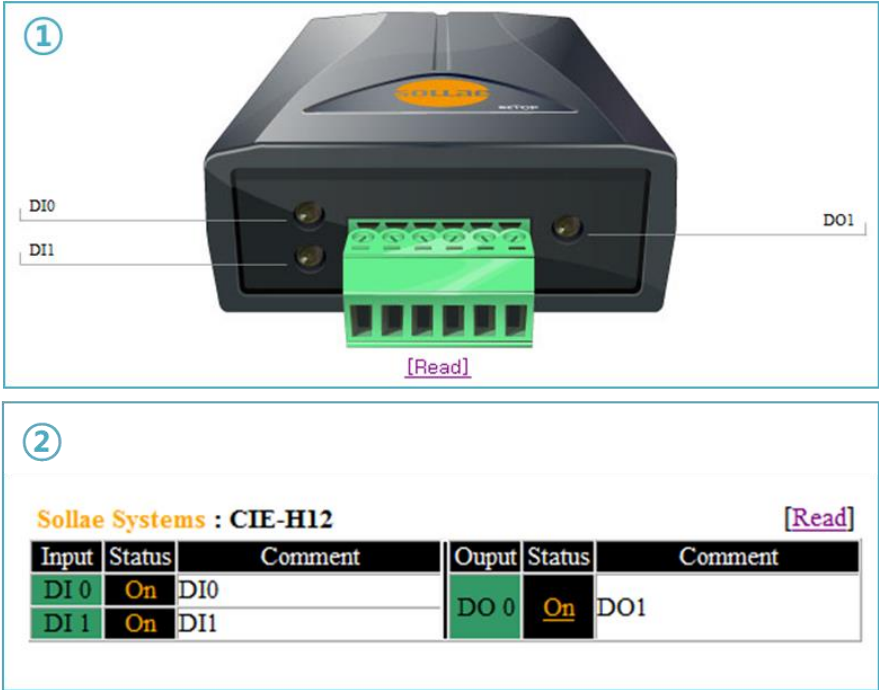 ①
sollae
SETUP
DI0
DO1
DI1
[Read]
②
Sollae Systems : CIE-H12 [Read]
Input Status Comment Ouput Status Comment
DI 0 On DI0 DO 0 On DO1
DI 1 On DI1